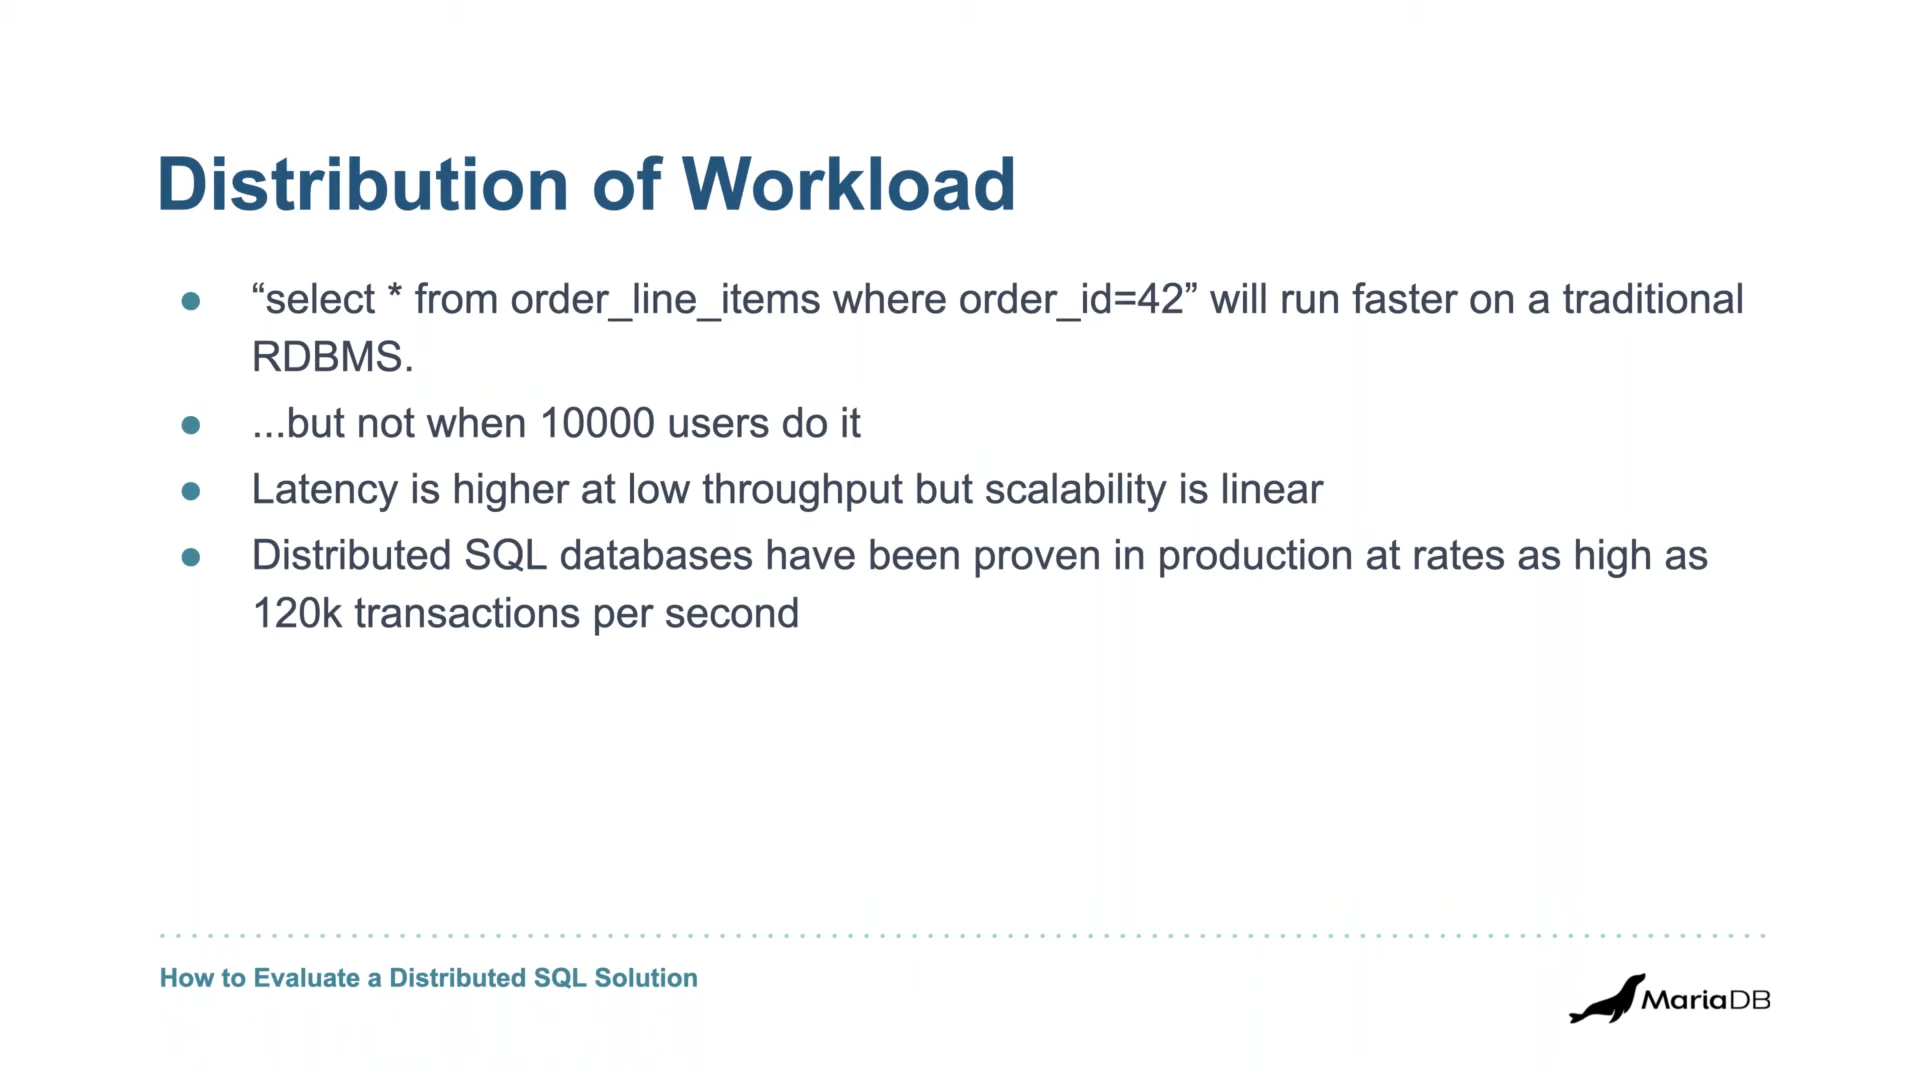 Distribution of Workload
● “select * from order_line_items where order_id=42” will run faster on a traditional
RDBMS.
● ...but not when 10000 users do it
● Latency is higher at low throughput but scalability is linear
● Distributed SQL databases have been proven in production at rates as high as
120k transactions per second
How to Evaluate a Distributed SQL Solution
MariaDB